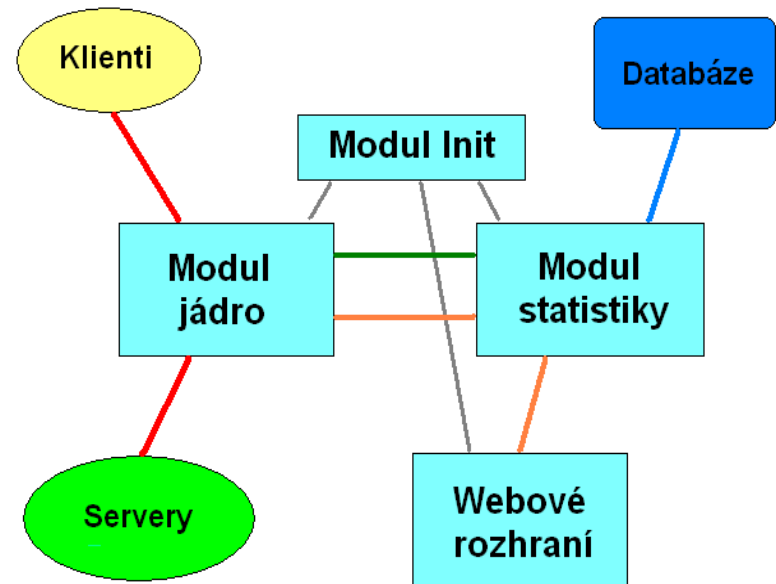 Klienti
Databáze
Modul Init
Modul
jádro
Modul
statistiky
Servery
Webové
rozhraní